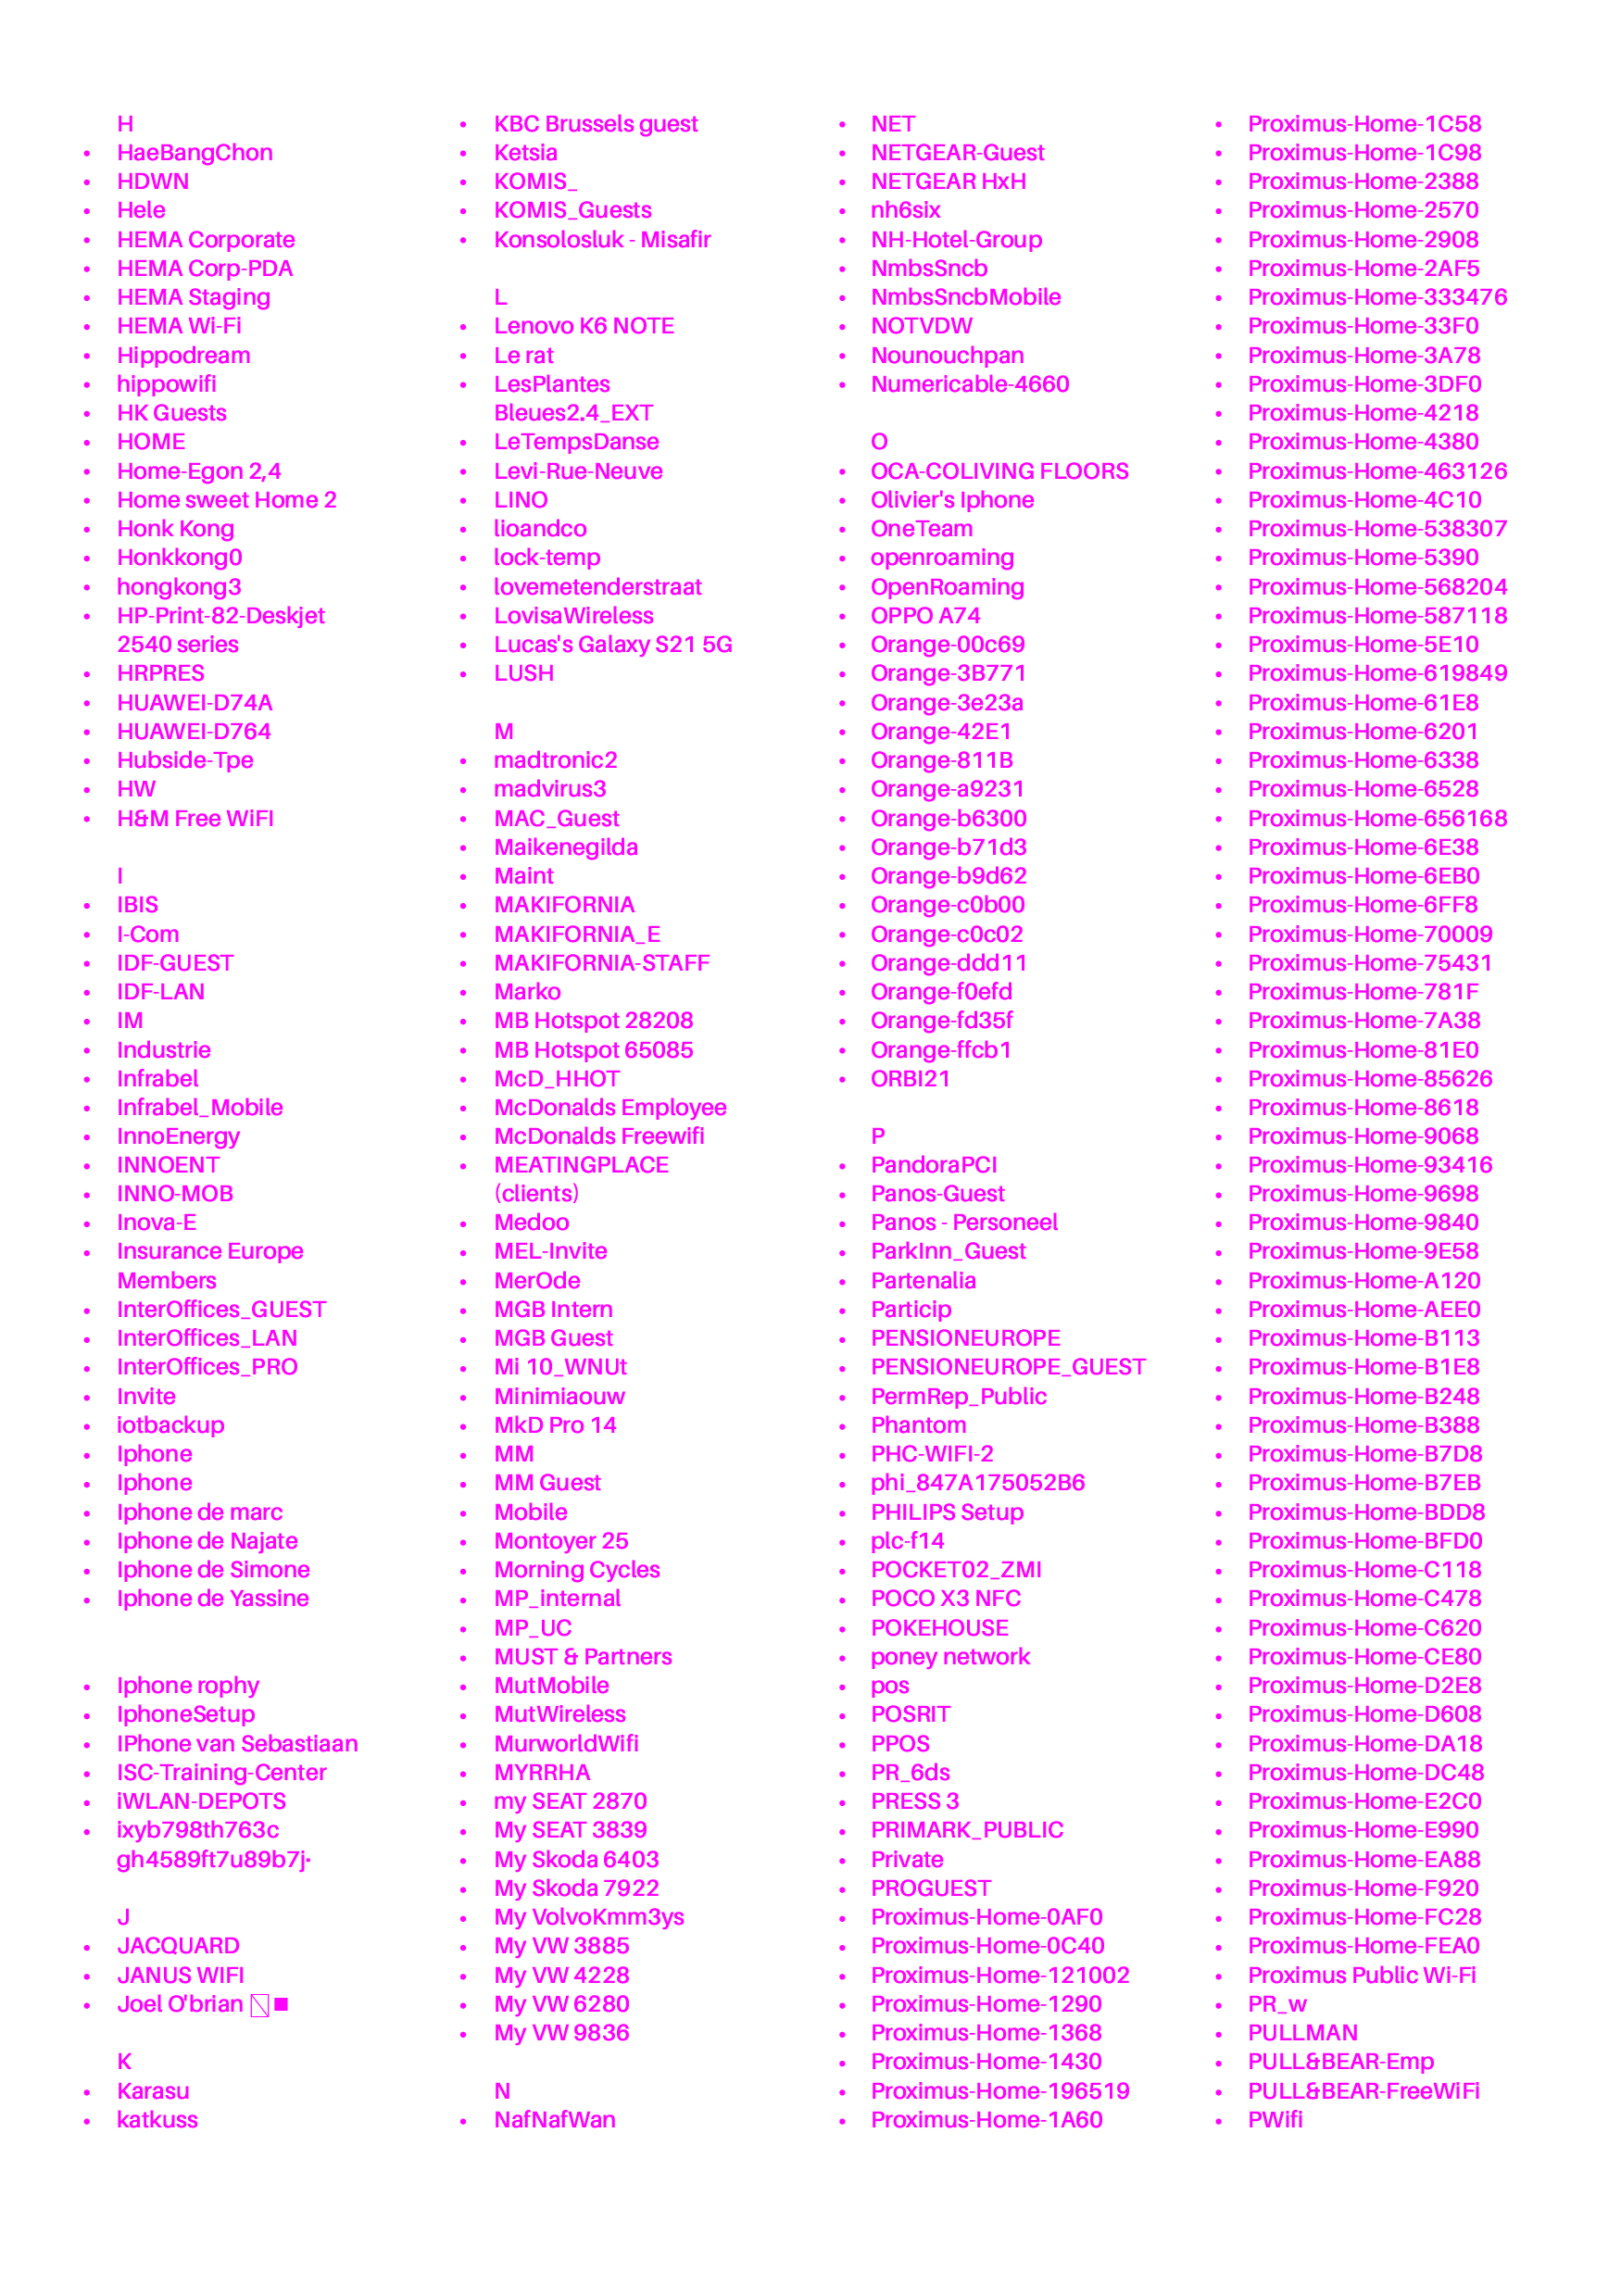 H
• HaeBangChon
• HDWN
• Hele
• HEMA Corporate
• HEMA Corp-PDA
• HEMA Staging
• HEMA Wi-Fi
• Hippodream
• hippowifi
• HK Guests
• HOME
• Home-Egon 2,4
• Home sweet Home 2
• Honk Kong
• Honkkong0
• hongkong3
• HP-Print-82-Deskjet
2540 series
• HRPRES
• HUAWEI-D74A
• HUAWEI-D764
• Hubside-Tpe
• HW
• H&M Free WiFI
I
• IBIS
• I-Com
• IDF-GUEST
• IDF-LAN
• IM
• Industrie
• Infrabel
• Infrabel_Mobile
• InnoEnergy
• INNOENT
• INNO-MOB
• Inova-E
• Insurance Europe
Members
• InterOffices_GUEST
• InterOffices_LAN
• InterOffices_PRO
• Invite
• iotbackup
• Iphone
• Iphone
• Iphone de marc
• Iphone de Najate
• Iphone de Simone
• Iphone de Yassine
• Iphone rophy
• IphoneSetup
• IPhone van Sebastiaan
• ISC-Training-Center
• iWLAN-DEPOTS
• ixyb798th763c
gh4589ft7u89b7j·
J
• JACQUARD
• JANUS WIFI
• Joel O'brian ■
K
• Karasu
• katkuss
• KBC Brussels guest
• Ketsia
• KOMIS_
• KOMIS_Guests
• Konsolosluk - Misafir
L
• Lenovo K6 NOTE
• Le rat
• LesPlantes
Bleues2.4_EXT
• LeTempsDanse
• Levi-Rue-Neuve
• LINO
• lioandco
• lock-temp
• lovemetenderstraat
• LovisaWireless
• Lucas's Galaxy S21 5G
• LUSH
M
• madtronic2
• madvirus3
• MAC_Guest
• Maikenegilda
• Maint
• MAKIFORNIA
• MAKIFORNIA_E
• MAKIFORNIA-STAFF
• Marko
• MB Hotspot 28208
• MB Hotspot 65085
• McD_HHOT
• McDonalds Employee
• McDonalds Freewifi
• MEATINGPLACE
(clients)
• Medoo
• MEL-Invite
• MerOde
• MGB Intern
• MGB Guest
• Mi 10_WNUt
• Minimiaouw
• MkD Pro 14
• MM
• MM Guest
• Mobile
• Montoyer 25
• Morning Cycles
• MP_internal
• MP_UC
• MUST & Partners
• MutMobile
• MutWireless
• MurworldWifi
• MYRRHA
• my SEAT 2870
• My SEAT 3839
• My Skoda 6403
• My Skoda 7922
• My VolvoKmm3ys
• My VW 3885
• My VW 4228
• My VW 6280
• My VW 9836
N
• NafNafWan
• NET
• NETGEAR-Guest
• NETGEAR HxH
• nh6six
• NH-Hotel-Group
• NmbsSncb
• NmbsSncbMobile
• NOTVDW
• Nounouchpan
• Numericable-4660
O
• OCA-COLIVING FLOORS
• Olivier's Iphone
• OneTeam
• openroaming
• OpenRoaming
• OPPO A74
• Orange-00c69
• Orange-3B771
• Orange-3e23a
• Orange-42E1
• Orange-811B
• Orange-a9231
• Orange-b6300
• Orange-b71d3
• Orange-b9d62
• Orange-c0b00
• Orange-c0c02
• Orange-ddd11
• Orange-f0efd
• Orange-fd35f
• Orange-ffcb1
• ORBI21
P
• PandoraPCI
• Panos-Guest
• Panos - Personeel
• ParkInn_Guest
• Partenalia
• Particip
• PENSIONEUROPE
• PENSIONEUROPE_GUEST
• PermRep_Public
• Phantom
• PHC-WIFI-2
• phi_847A175052B6
• PHILIPS Setup
• plc-f14
• POCKET02_ZMI
• POCO X3 NFC
• POKEHOUSE
• poney network
• pos
• POSRIT
• PPOS
• PR_6ds
• PRESS 3
• PRIMARK_PUBLIC
• Private
• PROGUEST
• Proximus-Home-0AF0
• Proximus-Home-0C40
• Proximus-Home-121002
• Proximus-Home-1290
• Proximus-Home-1368
• Proximus-Home-1430
• Proximus-Home-196519
• Proximus-Home-1A60
• Proximus-Home-1C58
• Proximus-Home-1C98
• Proximus-Home-2388
• Proximus-Home-2570
• Proximus-Home-2908
• Proximus-Home-2AF5
• Proximus-Home-333476
• Proximus-Home-33F0
• Proximus-Home-3A78
• Proximus-Home-3DF0
• Proximus-Home-4218
• Proximus-Home-4380
• Proximus-Home-463126
• Proximus-Home-4C10
• Proximus-Home-538307
• Proximus-Home-5390
• Proximus-Home-568204
• Proximus-Home-587118
• Proximus-Home-5E10
• Proximus-Home-619849
• Proximus-Home-61E8
• Proximus-Home-6201
• Proximus-Home-6338
• Proximus-Home-6528
• Proximus-Home-656168
• Proximus-Home-6E38
• Proximus-Home-6EB0
• Proximus-Home-6FF8
• Proximus-Home-70009
• Proximus-Home-75431
• Proximus-Home-781F
• Proximus-Home-7A38
• Proximus-Home-81E0
• Proximus-Home-85626
• Proximus-Home-8618
• Proximus-Home-9068
• Proximus-Home-93416
• Proximus-Home-9698
• Proximus-Home-9840
• Proximus-Home-9E58
• Proximus-Home-A120
• Proximus-Home-AEE0
• Proximus-Home-B113
• Proximus-Home-B1E8
• Proximus-Home-B248
• Proximus-Home-B388
• Proximus-Home-B7D8
• Proximus-Home-B7EB
• Proximus-Home-BDD8
• Proximus-Home-BFD0
• Proximus-Home-C118
• Proximus-Home-C478
• Proximus-Home-C620
• Proximus-Home-CE80
• Proximus-Home-D2E8
• Proximus-Home-D608
• Proximus-Home-DA18
• Proximus-Home-DC48
• Proximus-Home-E2C0
• Proximus-Home-E990
• Proximus-Home-EA88
• Proximus-Home-F920
• Proximus-Home-FC28
• Proximus-Home-FEA0
• Proximus Public Wi-Fi
• PR_w
• PULLMAN
• PULL&BEAR-Emp
• PULL&BEAR-FreeWiFi
• PWifi